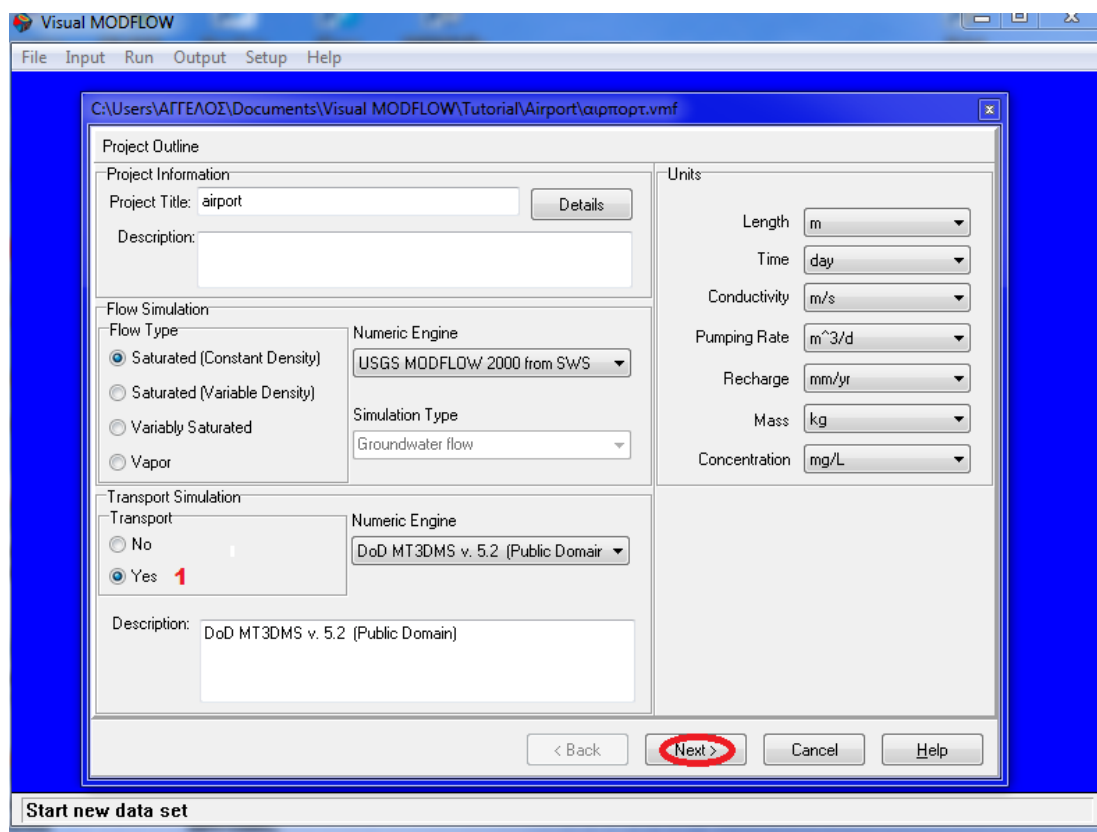 Visual MODFLOW
File Input Run Output Setup Help
C:\Users\ΑΓΓΕΛΟΣ\Documents\Visual MODFLOW\Tutorial\Airport\αιρπορτ.vmf
Project Outline
Project Information
Project Title: airport Details
Description:
Flow Simulation
Flow Type
Saturated (Constant Density)
Saturated (Variable Density)
Variably Saturated
Vapor
Numeric Engine
USGS MODFLOW 2000 from SWS
Simulation Type
Groundwater flow
Transport Simulation
Transport
No
Yes 1
Numeric Engine
DoD MT3DMS v. 5.2 (Public Domair
Description: DoD MT3DMS v. 5.2 (Public Domain)
Units
Length m
Time day
Conductivity m/s
Pumping Rate m^3/d
Recharge mm/yr
Mass kg
Concentration mg/L
< Back Next > Cancel Help
Start new data set